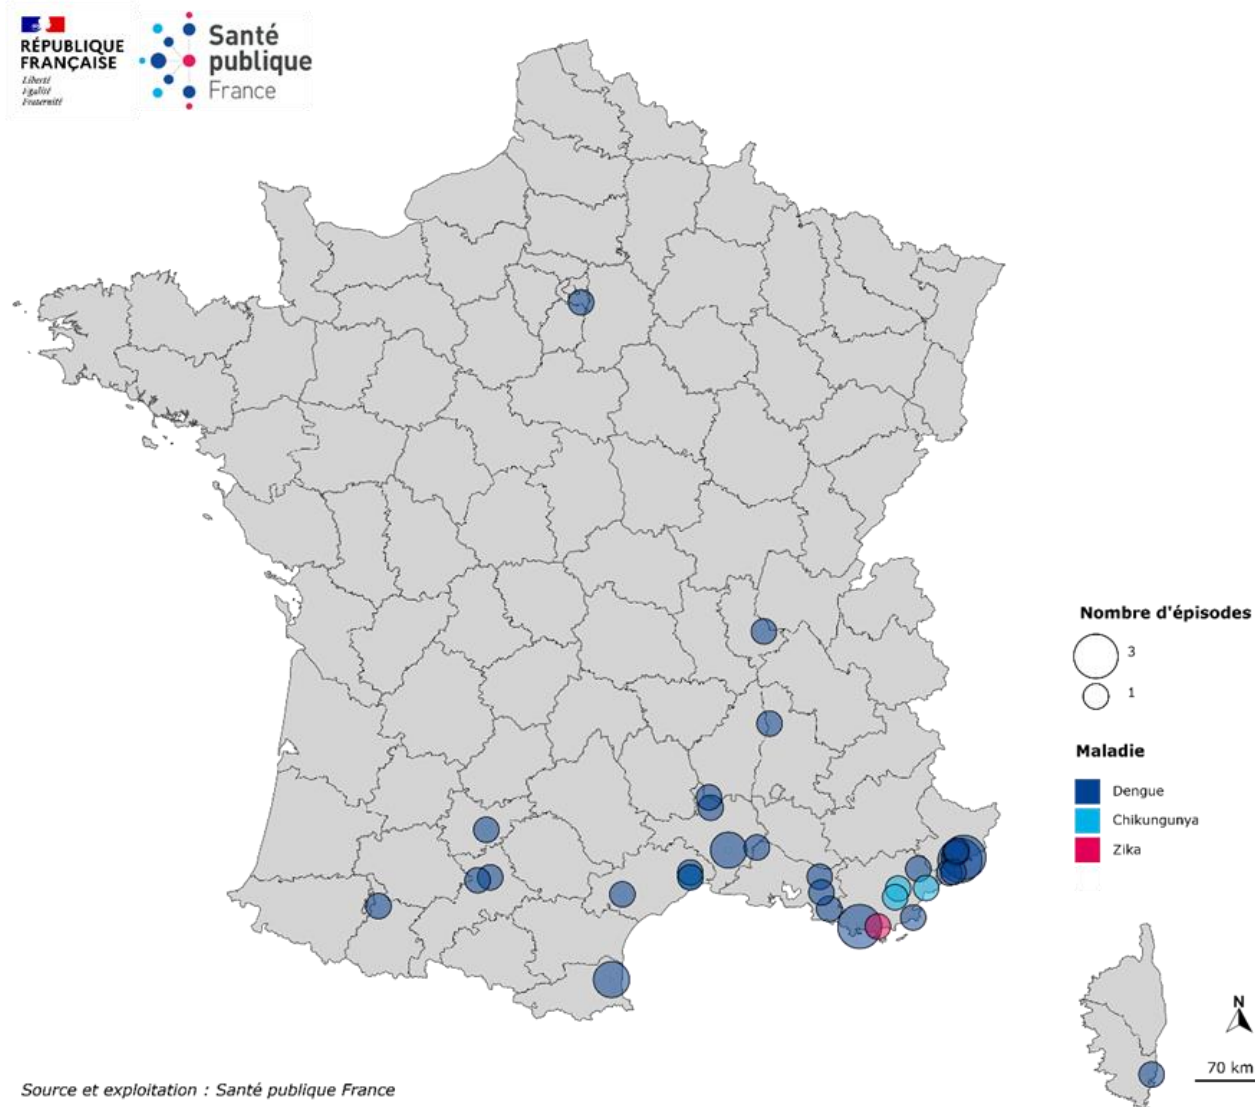 RÉPUBLIQUE
FRANÇAISE
Liberté
Égalité
Fraternité
Santé
publique
France
Nombre d'épisodes
3
1
Maladie
Dengue
Chikungunya
Zika
N
70 km
Source et exploitation : Santé publique France